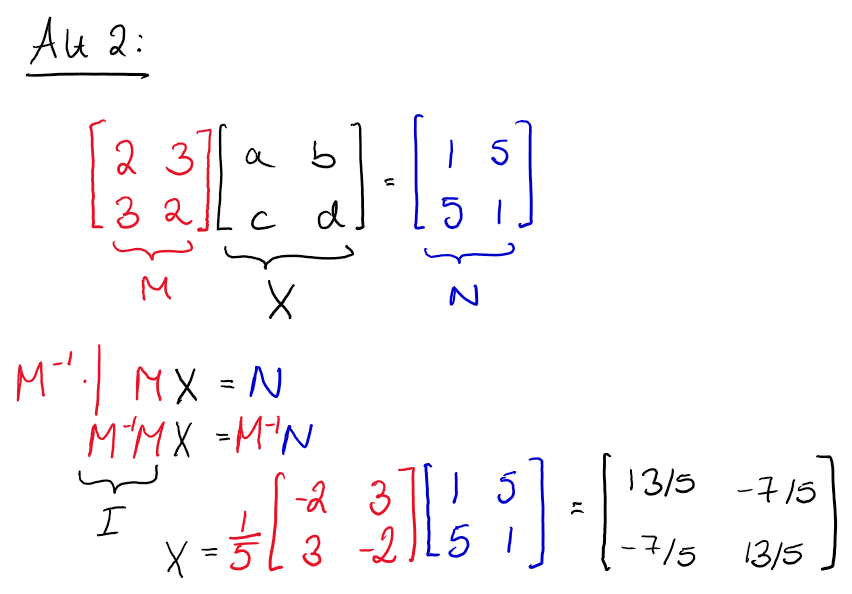 Alt 2:
[2 3 [a b = [1 5
3 2] c d] 5 1]
M X N
M⁻¹·| MX = N
M⁻¹MX = M⁻¹N
I
X = 1/5 [-2 3 [1 5 = [13/5 -7/5
3 -2] 5 1] -7/5 13/5]